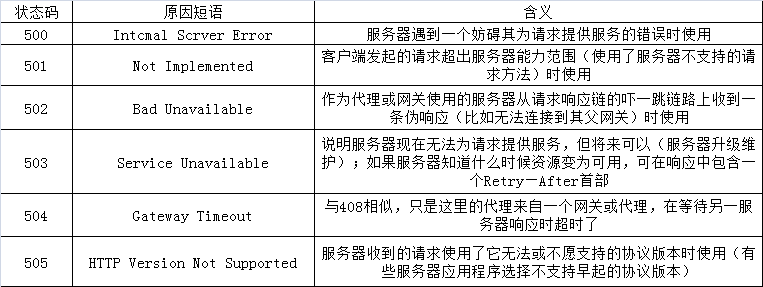 状态码 原因短语 含义
500 Intcmal Scrver Error 服务器遇到一个妨碍其为请求提供服务的错误时使用
501 Not Implemented 客户端发起的请求超出服务器能力范围（使用了服务器不支持的请
求方法）时使用
502 Bad Unavailable 作为代理或网关使用的服务器从请求响应链的吓一跳链路上收到一
条伪响应（比如无法连接到其父网关）时使用
503 Service Unavailable 说明服务器现在无法为请求提供服务，但将来可以（服务器升级维
护）；如果服务器知道什么时候资源变为可用，可在响应中包含一
个Retry—After首部
504 Gateway Timeout 与408相似，只是这里的代理来自一个网关或代理，在等待另一服
务器响应时超时了
505 HTTP Version Not Supported 服务器收到的请求使用了它无法或不愿支持的协议版本时使用（有
些服务器应用程序选择不支持早起的协议版本）